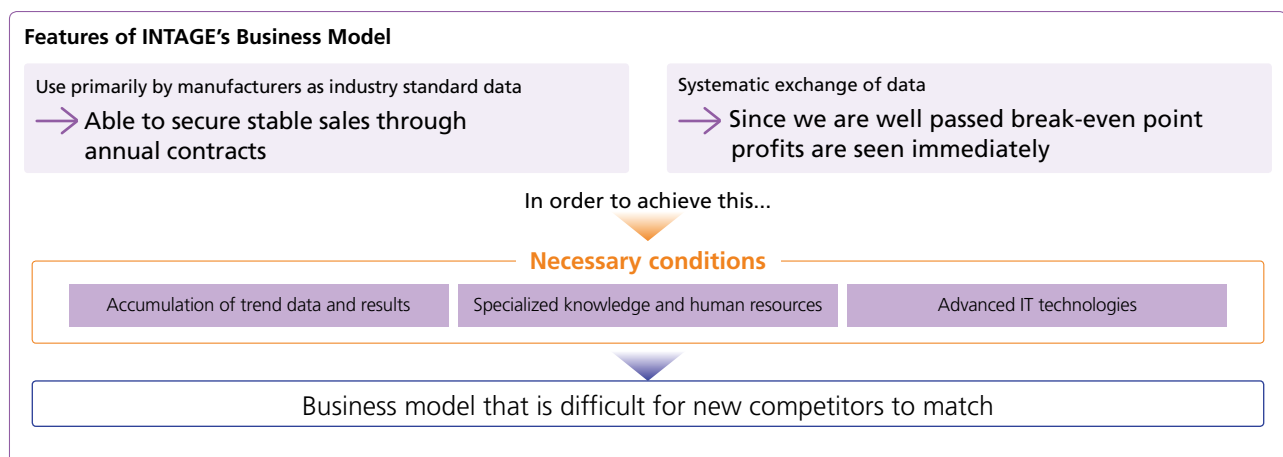 Features of INTAGE's Business Model
Use primarily by manufacturers as industry standard data
Able to secure stable sales through
annual contracts
Systematic exchange of data
Since we are well passed break-even point
profits are seen immediately
In order to achieve this...
Necessary conditions
Accumulation of trend data and results
Specialized knowledge and human resources
Advanced IT technologies
Business model that is difficult for new competitors to match